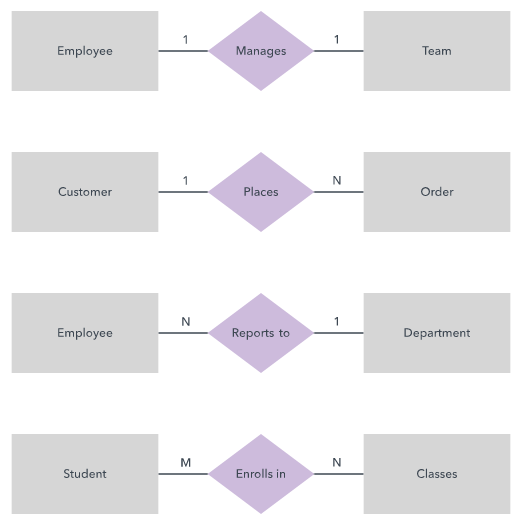 Employee 1 Manages 1 Team
Customer 1 Places N Order
Employee N Reports to 1 Department
Student M Enrolls in N Classes